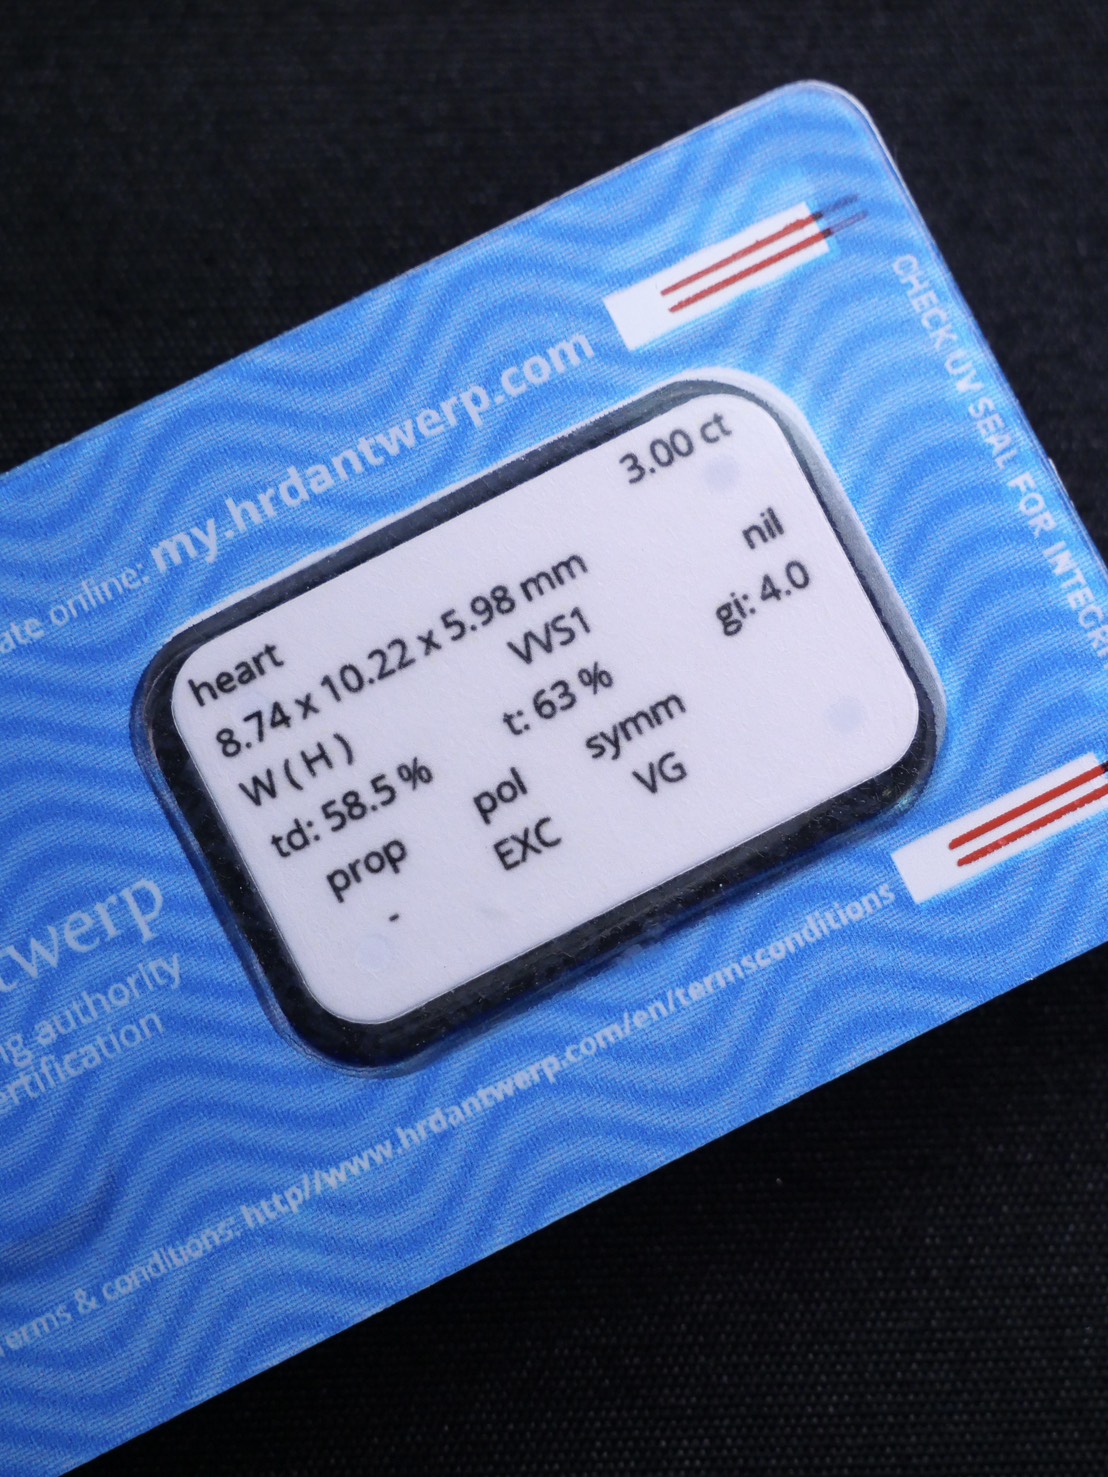 ate online: my.hrdantwerp.com
CHECK UV SEAL FOR INTEGRI
heart 3.00 ct
8.74 x 10.22 x 5.98 mm
W ( H ) VVS1 nil
td: 58.5 % t: 63 % gi: 4.0
prop pol symm
- EXC VG
twerp
ng authority
ertification
erms & conditions: http//www.hrdantwerp.com/en/termsconditions